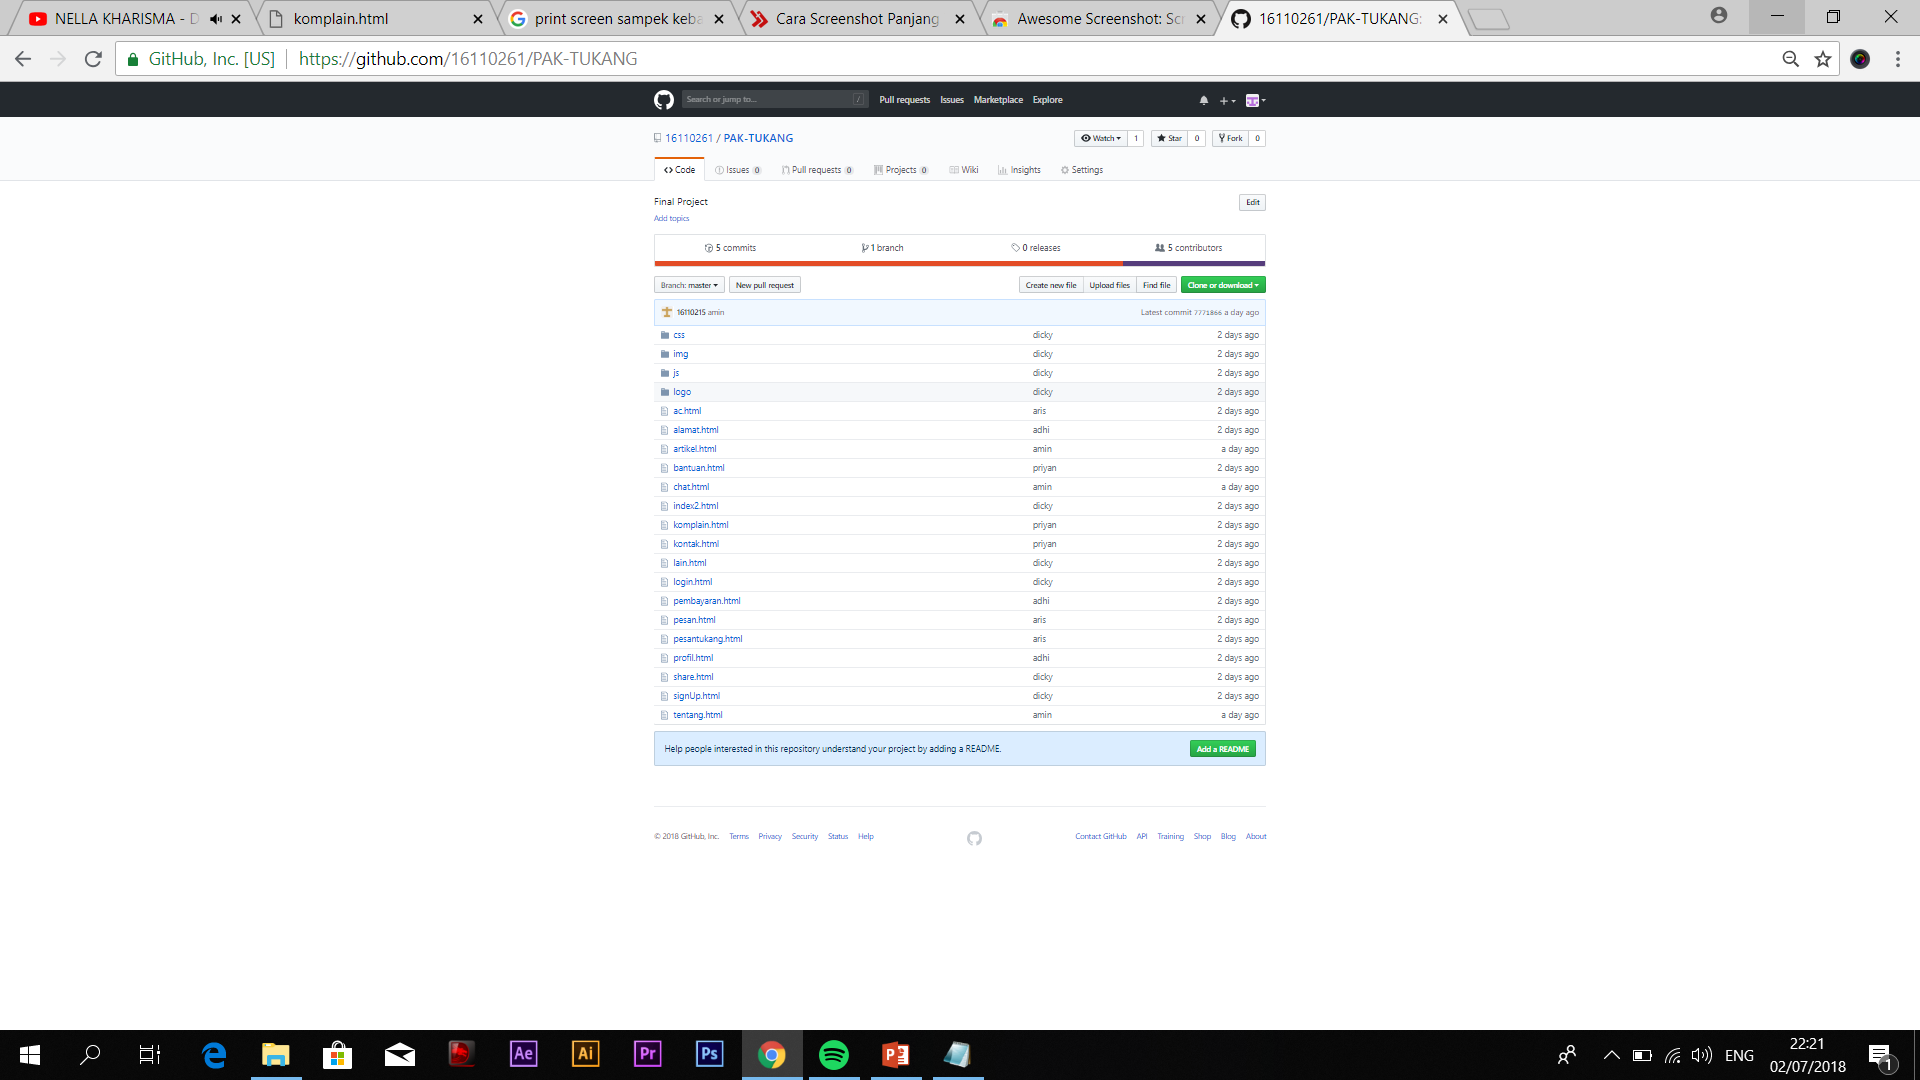 NELLA KHARISMA - D
komplain.html
print screen sampek keba
Cara Screenshot Panjang
Awesome Screenshot: Scr
16110261/PAK-TUKANG:
GitHub, Inc. [US] https://github.com/16110261/PAK-TUKANG
Search or jump to... / Pull requests Issues Marketplace Explore
16110261 / PAK-TUKANG Watch 1 Star 0 Fork 0
Code Issues 0 Pull requests 0 Projects 0 Wiki Insights Settings
Final Project Edit
Add topics
5 commits 1 branch 0 releases 5 contributors
Branch: master New pull request Create new file Upload files Find file Clone or download
16110215 amin Latest commit 7771866 a day ago
css dicky 2 days ago
img dicky 2 days ago
js dicky 2 days ago
logo dicky 2 days ago
ac.html aris 2 days ago
alamat.html adhi 2 days ago
artikel.html amin a day ago
bantuan.html priyan 2 days ago
chat.html amin a day ago
index2.html dicky 2 days ago
komplain.html priyan 2 days ago
kontak.html priyan 2 days ago
lain.html dicky 2 days ago
login.html dicky 2 days ago
pembayaran.html adhi 2 days ago
pesan.html aris 2 days ago
pesantukang.html aris 2 days ago
profil.html adhi 2 days ago
share.html dicky 2 days ago
signUp.html dicky 2 days ago
tentang.html amin a day ago
Help people interested in this repository understand your project by adding a README. Add a README
© 2018 GitHub, Inc. Terms Privacy Security Status Help Contact GitHub API Training Shop Blog About
Ae Ai Pr Ps P ENG 22:21
02/07/2018 1